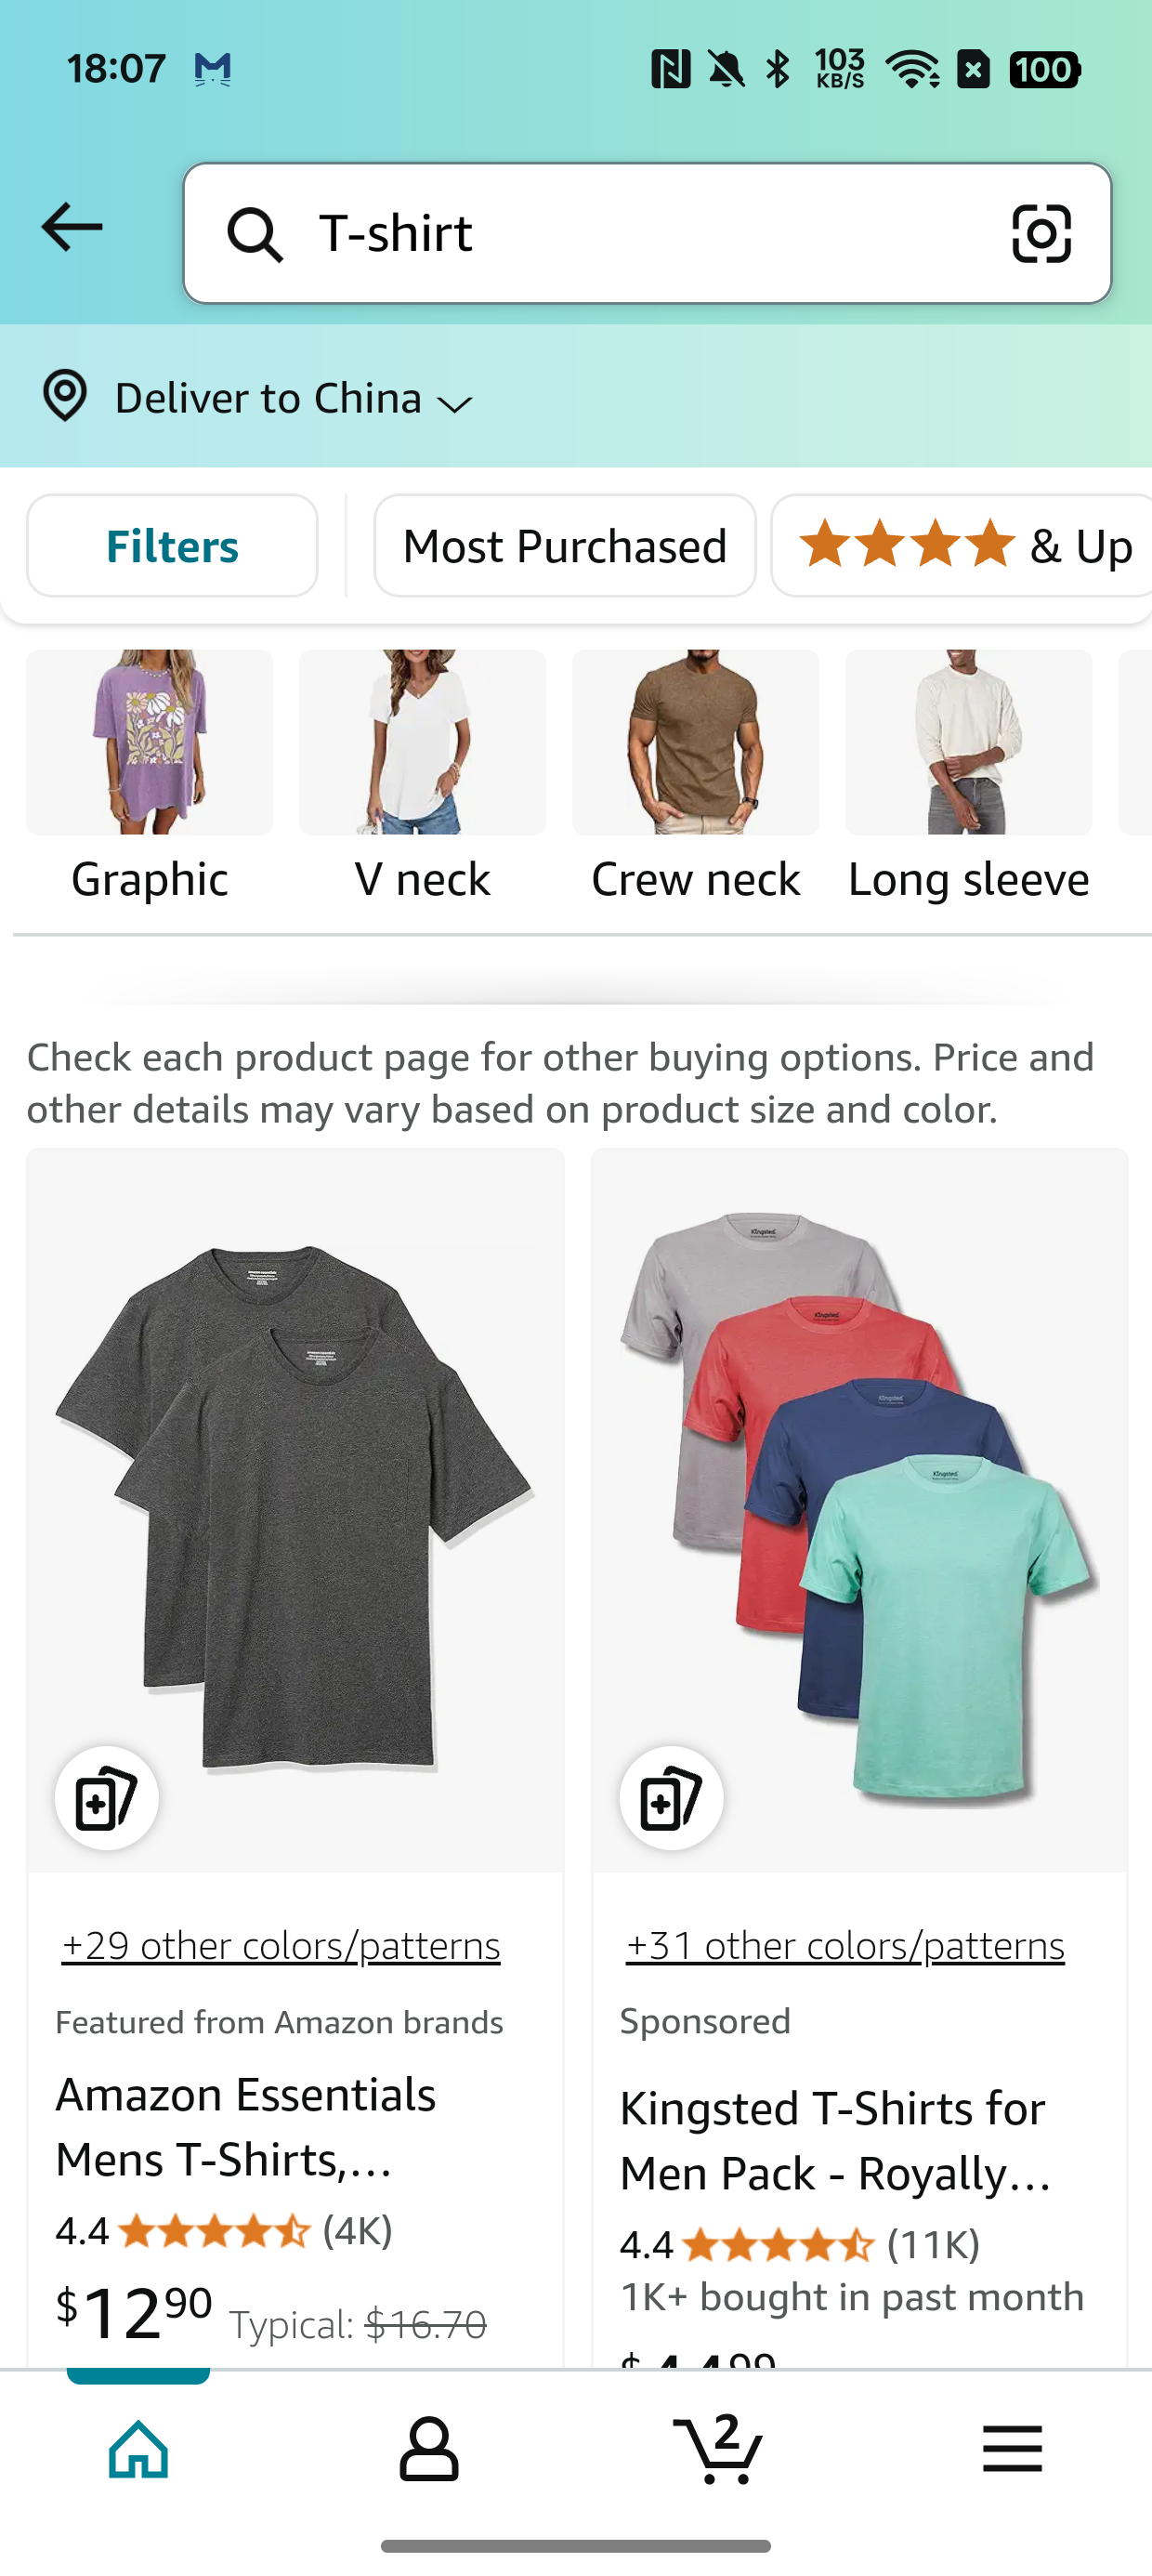 18:07
103
KB/S
100
T-shirt
Deliver to China
Filters
Most Purchased
& Up
Graphic
V neck
Crew neck
Long sleeve
Check each product page for other buying options. Price and
other details may vary based on product size and color.
Kingsted
Kingsted
Kingsted
Kingsted
+29 other colors/patterns
Featured from Amazon brands
Amazon Essentials
Mens T-Shirts,...
4.4 (4K)
$12.90 Typical: $16.70
+31 other colors/patterns
Sponsored
Kingsted T-Shirts for
Men Pack - Royally...
4.4 (11K)
1K+ bought in past month
2